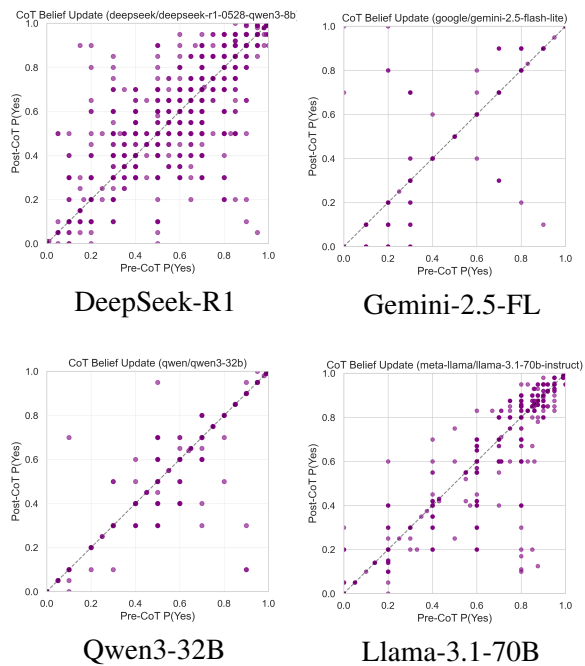 CoT Belief Update (deepseek/deepseek-r1-0528-qwen3-8b)
Post-CoT P(Yes)
1.0
0.8
0.6
0.4
0.2
0.0
0.0 0.2 0.4 0.6 0.8 1.0
Pre-CoT P(Yes)
DeepSeek-R1
CoT Belief Update (google/gemini-2.5-flash-lite)
Post-CoT P(Yes)
1.0
0.8
0.6
0.4
0.2
0.0
0.0 0.2 0.4 0.6 0.8 1.0
Pre-CoT P(Yes)
Gemini-2.5-FL
CoT Belief Update (qwen/qwen3-32b)
Post-CoT P(Yes)
1.0
0.8
0.6
0.4
0.2
0.0
0.0 0.2 0.4 0.6 0.8 1.0
Pre-CoT P(Yes)
Qwen3-32B
CoT Belief Update (meta-llama/llama-3.1-70b-instruct)
Post-CoT P(Yes)
1.0
0.8
0.6
0.4
0.2
0.0
0.0 0.2 0.4 0.6 0.8 1.0
Pre-CoT P(Yes)
Llama-3.1-70B